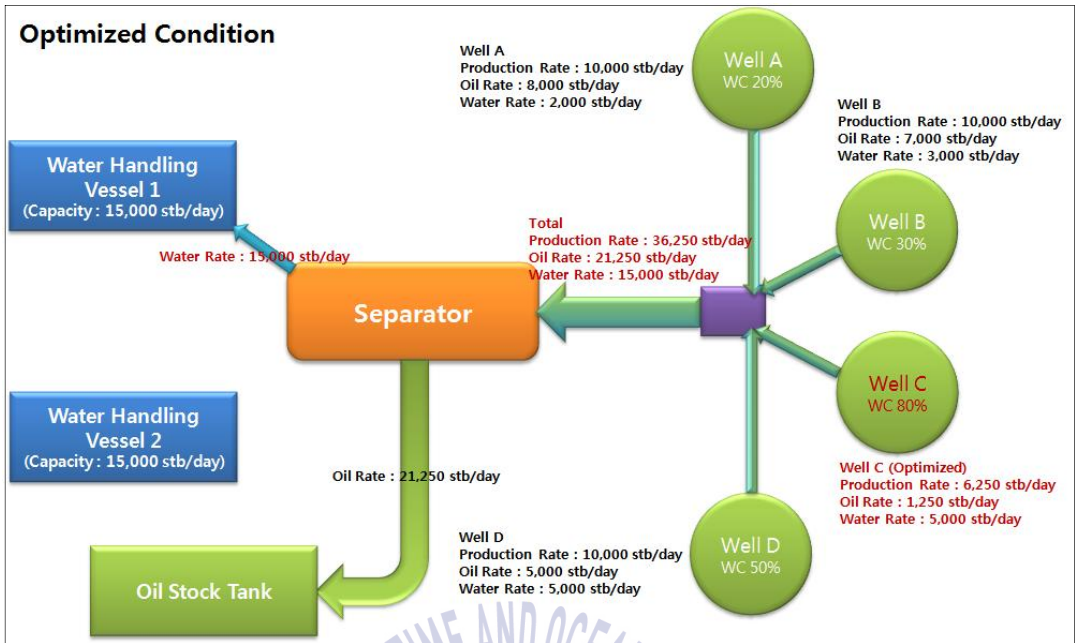 Optimized Condition
Well A
Production Rate : 10,000 stb/day
Oil Rate : 8,000 stb/day
Water Rate : 2,000 stb/day
Well A
WC 20%
Well B
Production Rate : 10,000 stb/day
Oil Rate : 7,000 stb/day
Water Rate : 3,000 stb/day
Well B
WC 30%
Water Handling
Vessel 1
(Capacity : 15,000 stb/day)
Water Rate : 15,000 stb/day
Total
Production Rate : 36,250 stb/day
Oil Rate : 21,250 stb/day
Water Rate : 15,000 stb/day
Separator
Well C
WC 80%
Well C (Optimized)
Production Rate : 6,250 stb/day
Oil Rate : 1,250 stb/day
Water Rate : 5,000 stb/day
Water Handling
Vessel 2
(Capacity : 15,000 stb/day)
Oil Rate : 21,250 stb/day
Well D
Production Rate : 10,000 stb/day
Oil Rate : 5,000 stb/day
Water Rate : 5,000 stb/day
Well D
WC 50%
Oil Stock Tank
TIME AND OCEA